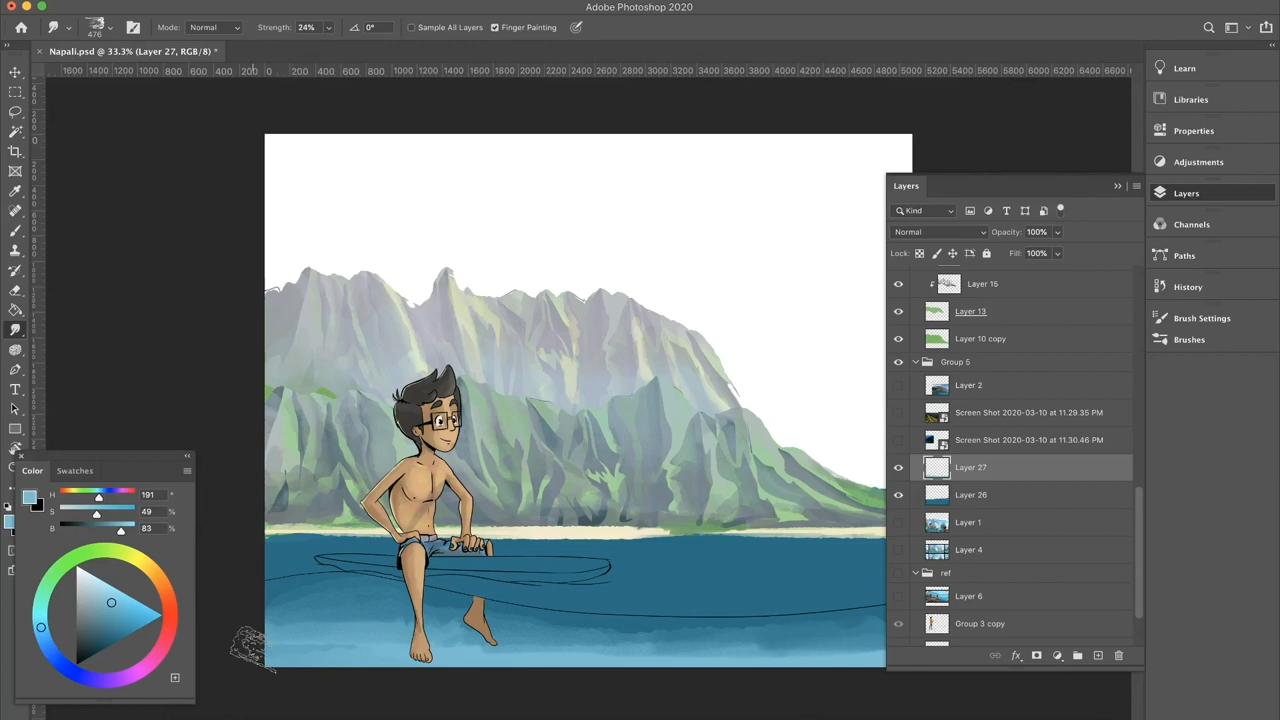 Adobe Photoshop 2020
476
Mode: Normal
Strength: 24%
0°
Sample All Layers
Finger Painting
Napali.psd @ 33.3% (Layer 27, RGB/8) *
1600 1400 1200 1000 800 600 400 200 0 200 400 600 800 1000 1200 1400 1600 1800 2000 2200 2400 2600 2800 3000 3200 3400 3600 3800 4000 4200 4400 4600 4800 5000 5200 5400 5600 5800 6000 6200 6400 6600
Learn
Libraries
Properties
Adjustments
Layers
Channels
Paths
History
Brush Settings
Brushes
Layers
Kind
Normal
Opacity: 100%
Lock:
Fill: 100%
Layer 15
Layer 13
Layer 10 copy
Group 5
Layer 2
Screen Shot 2020-03-10 at 11.29.35 PM
Screen Shot 2020-03-10 at 11.30.46 PM
Layer 27
Layer 26
Layer 1
Layer 4
ref
Layer 6
Group 3 copy
fx
Color
Swatches
H 191 °
S 49 %
B 83 %